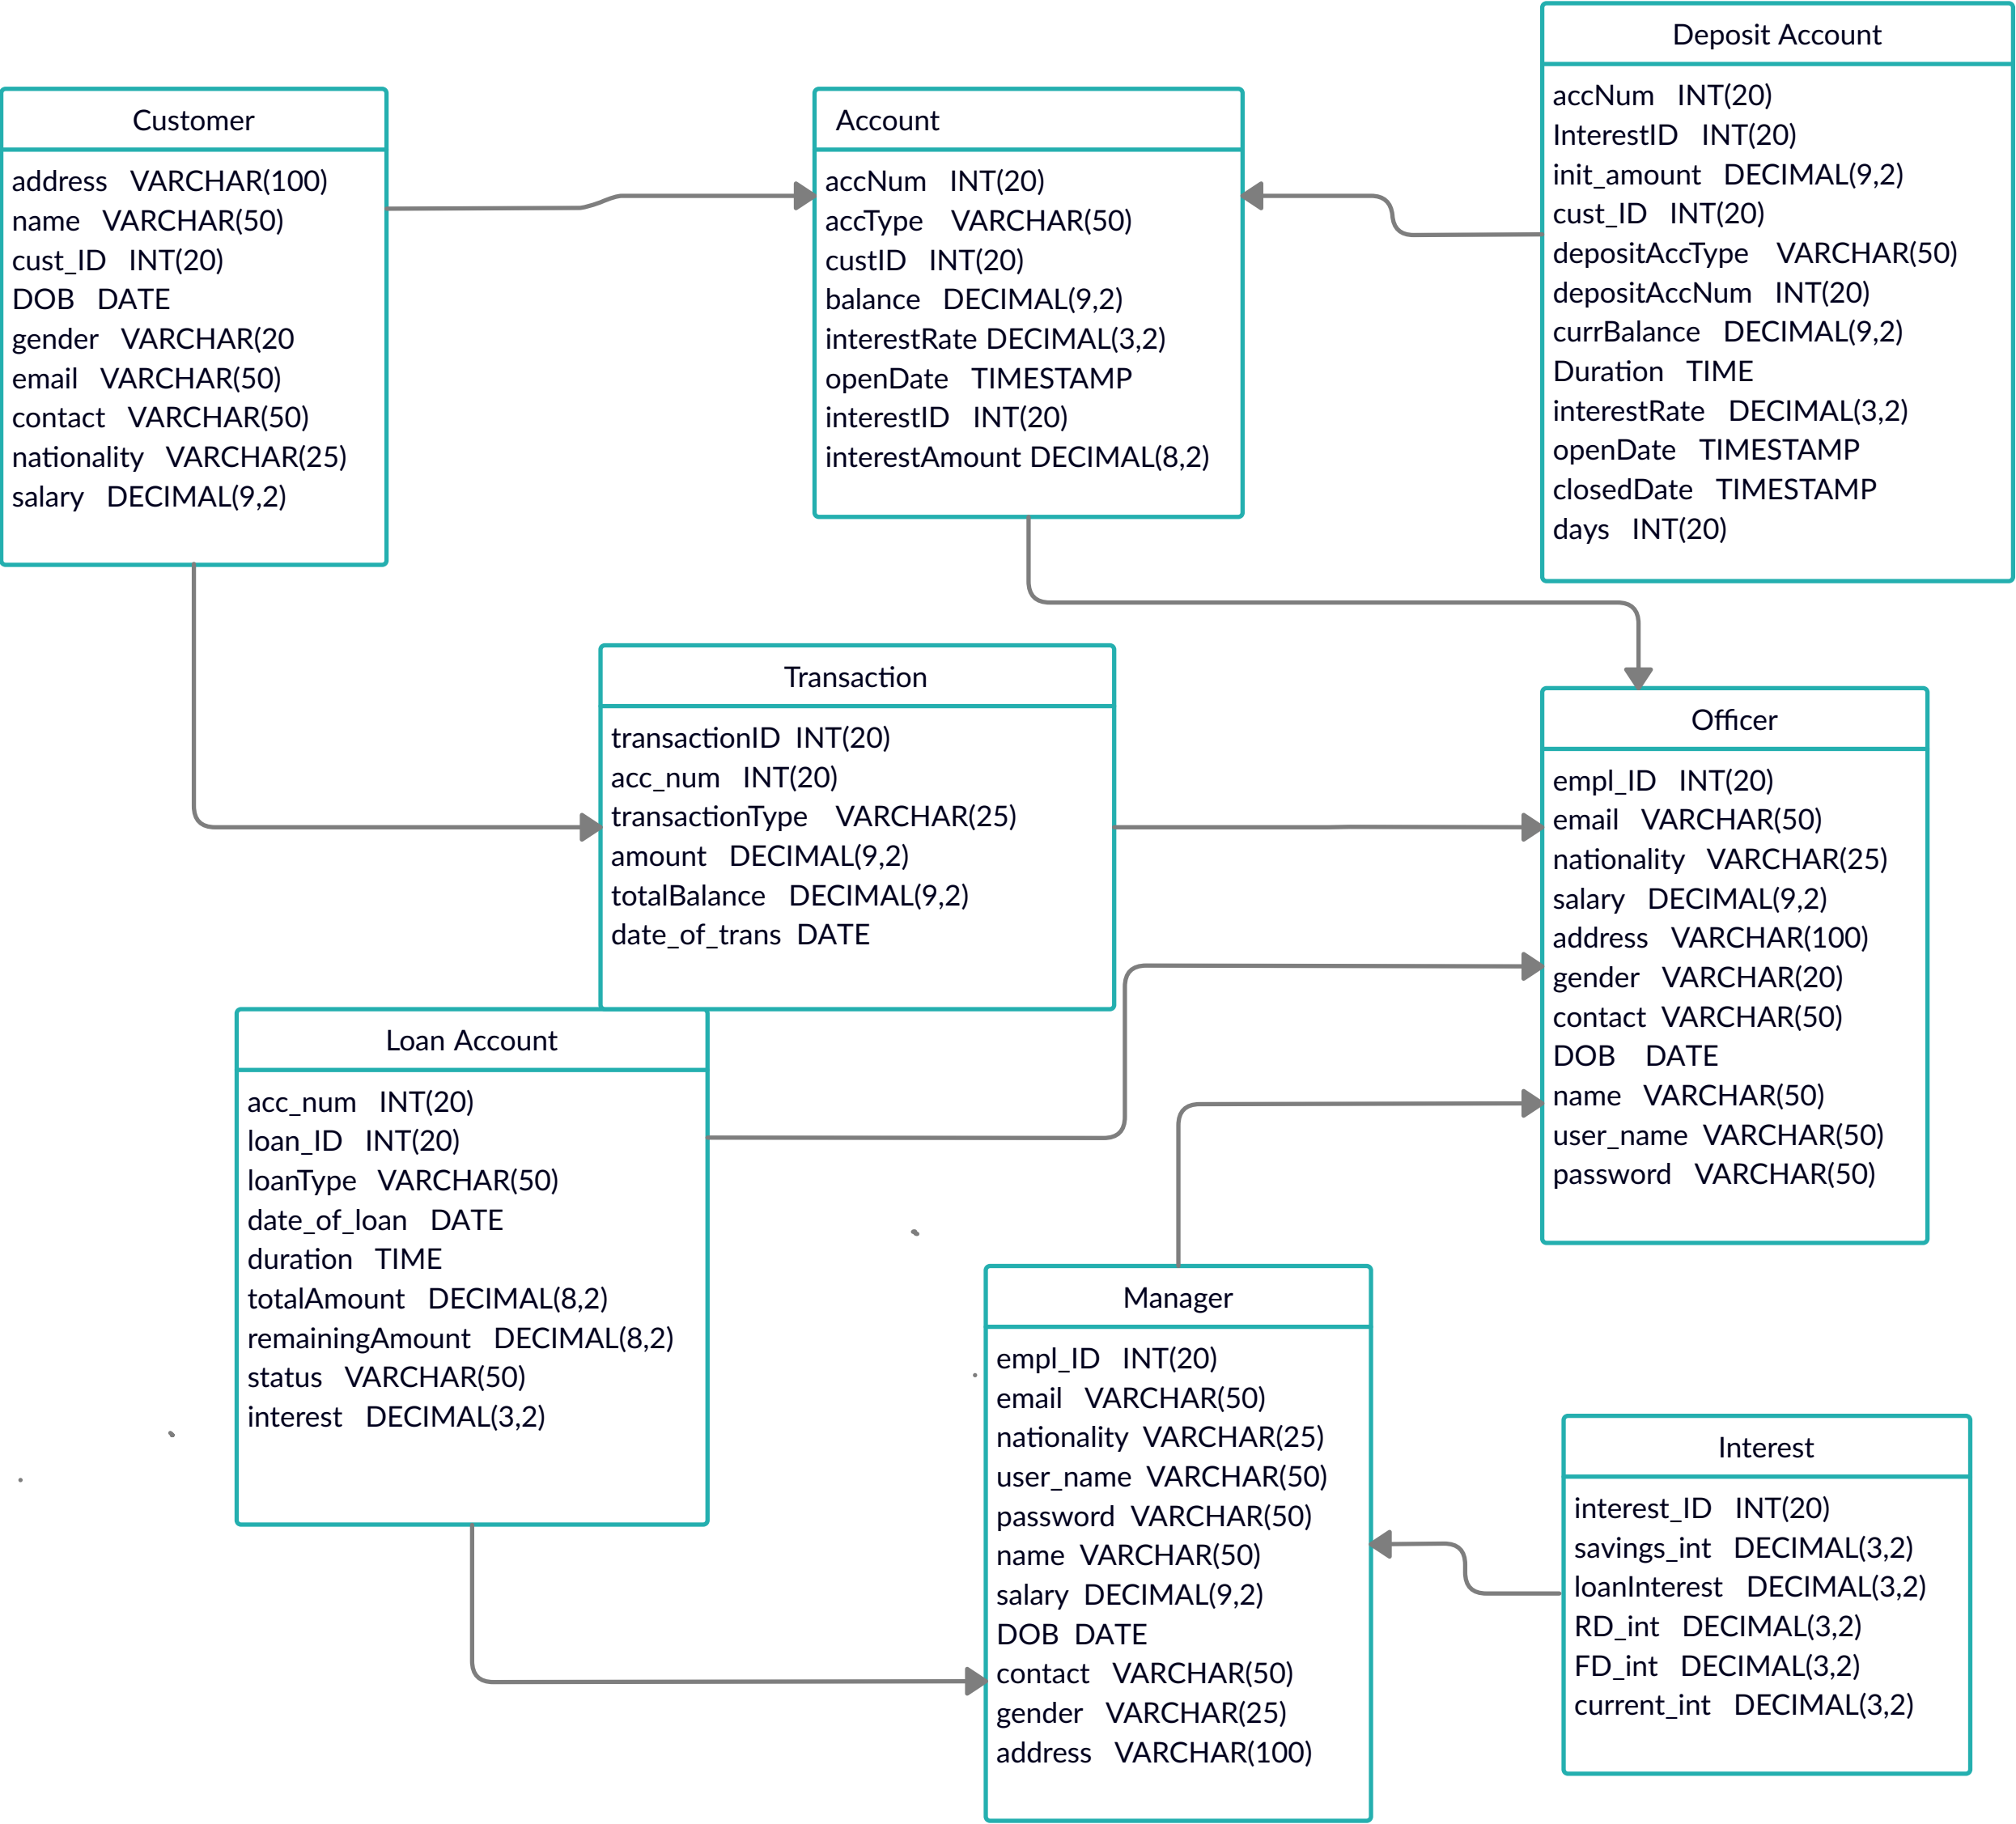 Customer
address VARCHAR(100)
name VARCHAR(50)
cust_ID INT(20)
DOB DATE
gender VARCHAR(20
email VARCHAR(50)
contact VARCHAR(50)
nationality VARCHAR(25)
salary DECIMAL(9,2)
Account
accNum INT(20)
accType VARCHAR(50)
custID INT(20)
balance DECIMAL(9,2)
interestRate DECIMAL(3,2)
openDate TIMESTAMP
interestID INT(20)
interestAmount DECIMAL(8,2)
Deposit Account
accNum INT(20)
InterestID INT(20)
init_amount DECIMAL(9,2)
cust_ID INT(20)
depositAccType VARCHAR(50)
depositAccNum INT(20)
currBalance DECIMAL(9,2)
Duration TIME
interestRate DECIMAL(3,2)
openDate TIMESTAMP
closedDate TIMESTAMP
days INT(20)
Transaction
transactionID INT(20)
acc_num INT(20)
transactionType VARCHAR(25)
amount DECIMAL(9,2)
totalBalance DECIMAL(9,2)
date_of_trans DATE
Officer
empl_ID INT(20)
email VARCHAR(50)
nationality VARCHAR(25)
salary DECIMAL(9,2)
address VARCHAR(100)
gender VARCHAR(20)
contact VARCHAR(50)
DOB DATE
name VARCHAR(50)
user_name VARCHAR(50)
password VARCHAR(50)
Loan Account
acc_num INT(20)
loan_ID INT(20)
loanType VARCHAR(50)
date_of_loan DATE
duration TIME
totalAmount DECIMAL(8,2)
remainingAmount DECIMAL(8,2)
status VARCHAR(50)
interest DECIMAL(3,2)
Manager
empl_ID INT(20)
email VARCHAR(50)
nationality VARCHAR(25)
user_name VARCHAR(50)
password VARCHAR(50)
name VARCHAR(50)
salary DECIMAL(9,2)
DOB DATE
contact VARCHAR(50)
gender VARCHAR(25)
address VARCHAR(100)
Interest
interest_ID INT(20)
savings_int DECIMAL(3,2)
loanInterest DECIMAL(3,2)
RD_int DECIMAL(3,2)
FD_int DECIMAL(3,2)
current_int DECIMAL(3,2)